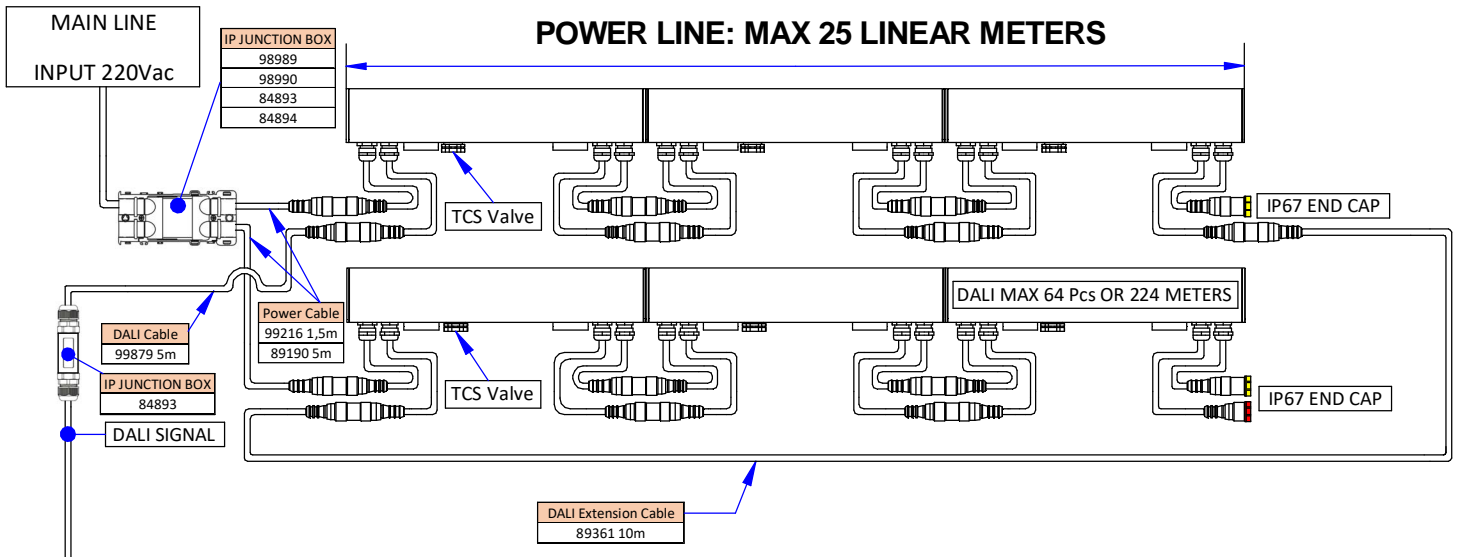 MAIN LINE
INPUT 220Vac
IP JUNCTION BOX
98989
98990
84893
84894
POWER LINE: MAX 25 LINEAR METERS
TCS Valve
IP67 END CAP
DALI MAX 64 Pcs OR 224 METERS
DALI Cable
99879 5m
Power Cable
99216 1,5m
89190 5m
IP JUNCTION BOX
84893
TCS Valve
IP67 END CAP
DALI SIGNAL
DALI Extension Cable
89361 10m